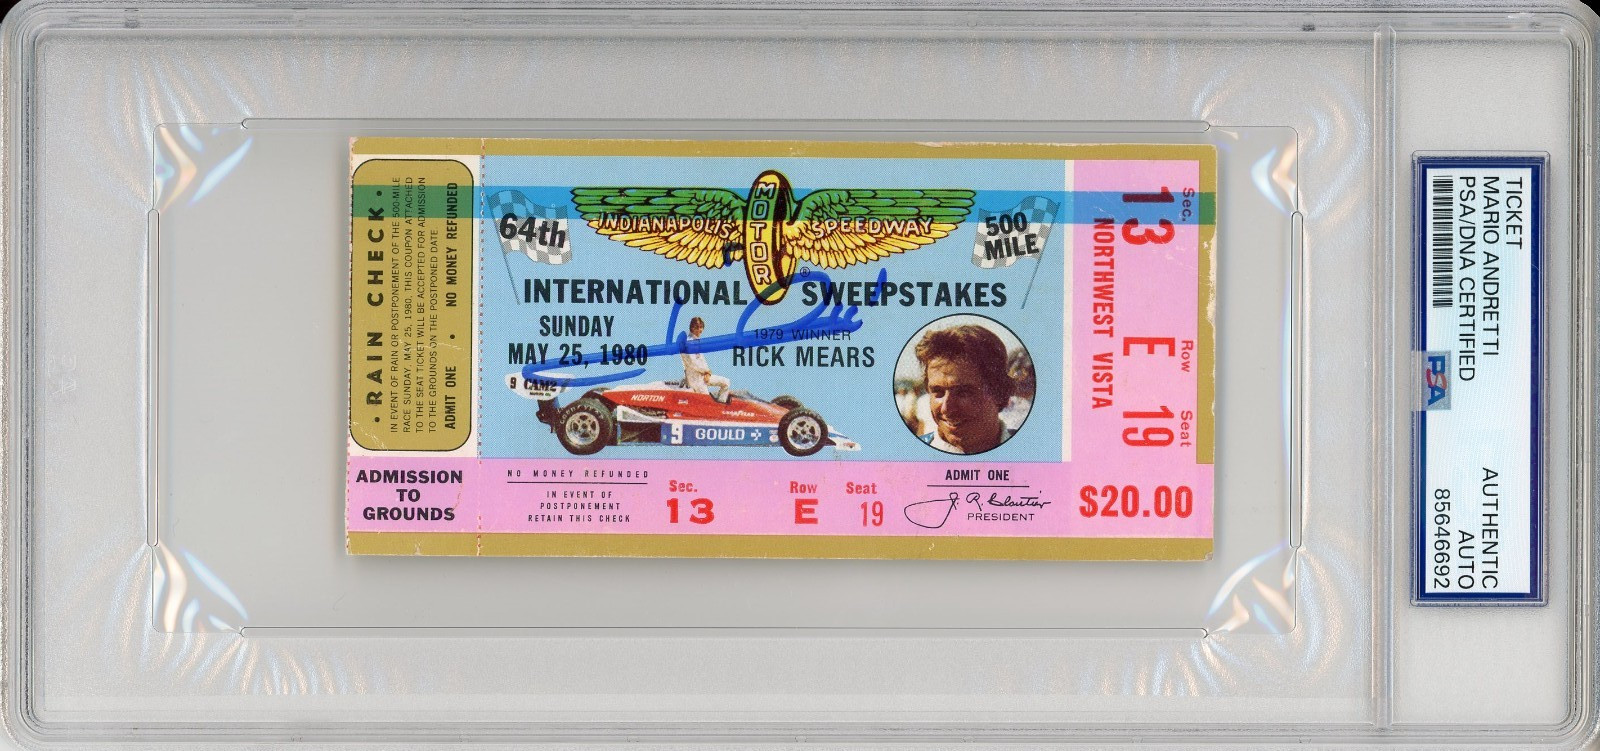 · RAIN CHECK ·
IN EVENT OF RAIN OR POSTPONEMENT OF THE 500-MILE
RACE SUNDAY, MAY 25, 1980, THIS COUPON ATTACHED
TO THE SEAT TICKET WILL BE ACCEPTED FOR ADMISSION
TO THE GROUNDS ON THE POSTPONED DATE
ADMIT ONE · NO MONEY REFUNDED
ADMISSION
TO
GROUNDS
64th
INDIANAPOLIS
MOTOR
SPEEDWAY
®
500
MILE
INTERNATIONAL SWEEPSTAKES
SUNDAY
MAY 25, 1980
1979 WINNER
RICK MEARS
9 CAM2
NORTON
GOODYEAR
9 GOULD
NO MONEY REFUNDED
IN EVENT OF
POSTPONEMENT
RETAIN THIS CHECK
Sec.
13
Row
E
Seat
19
ADMIT ONE
PRESIDENT
$20.00
Sec.
13
Row
E
Seat
19
NORTHWEST VISTA
TICKET
MARIO ANDRETTI
PSA/DNA CERTIFIED
PSA
AUTHENTIC
AUTO
85646692